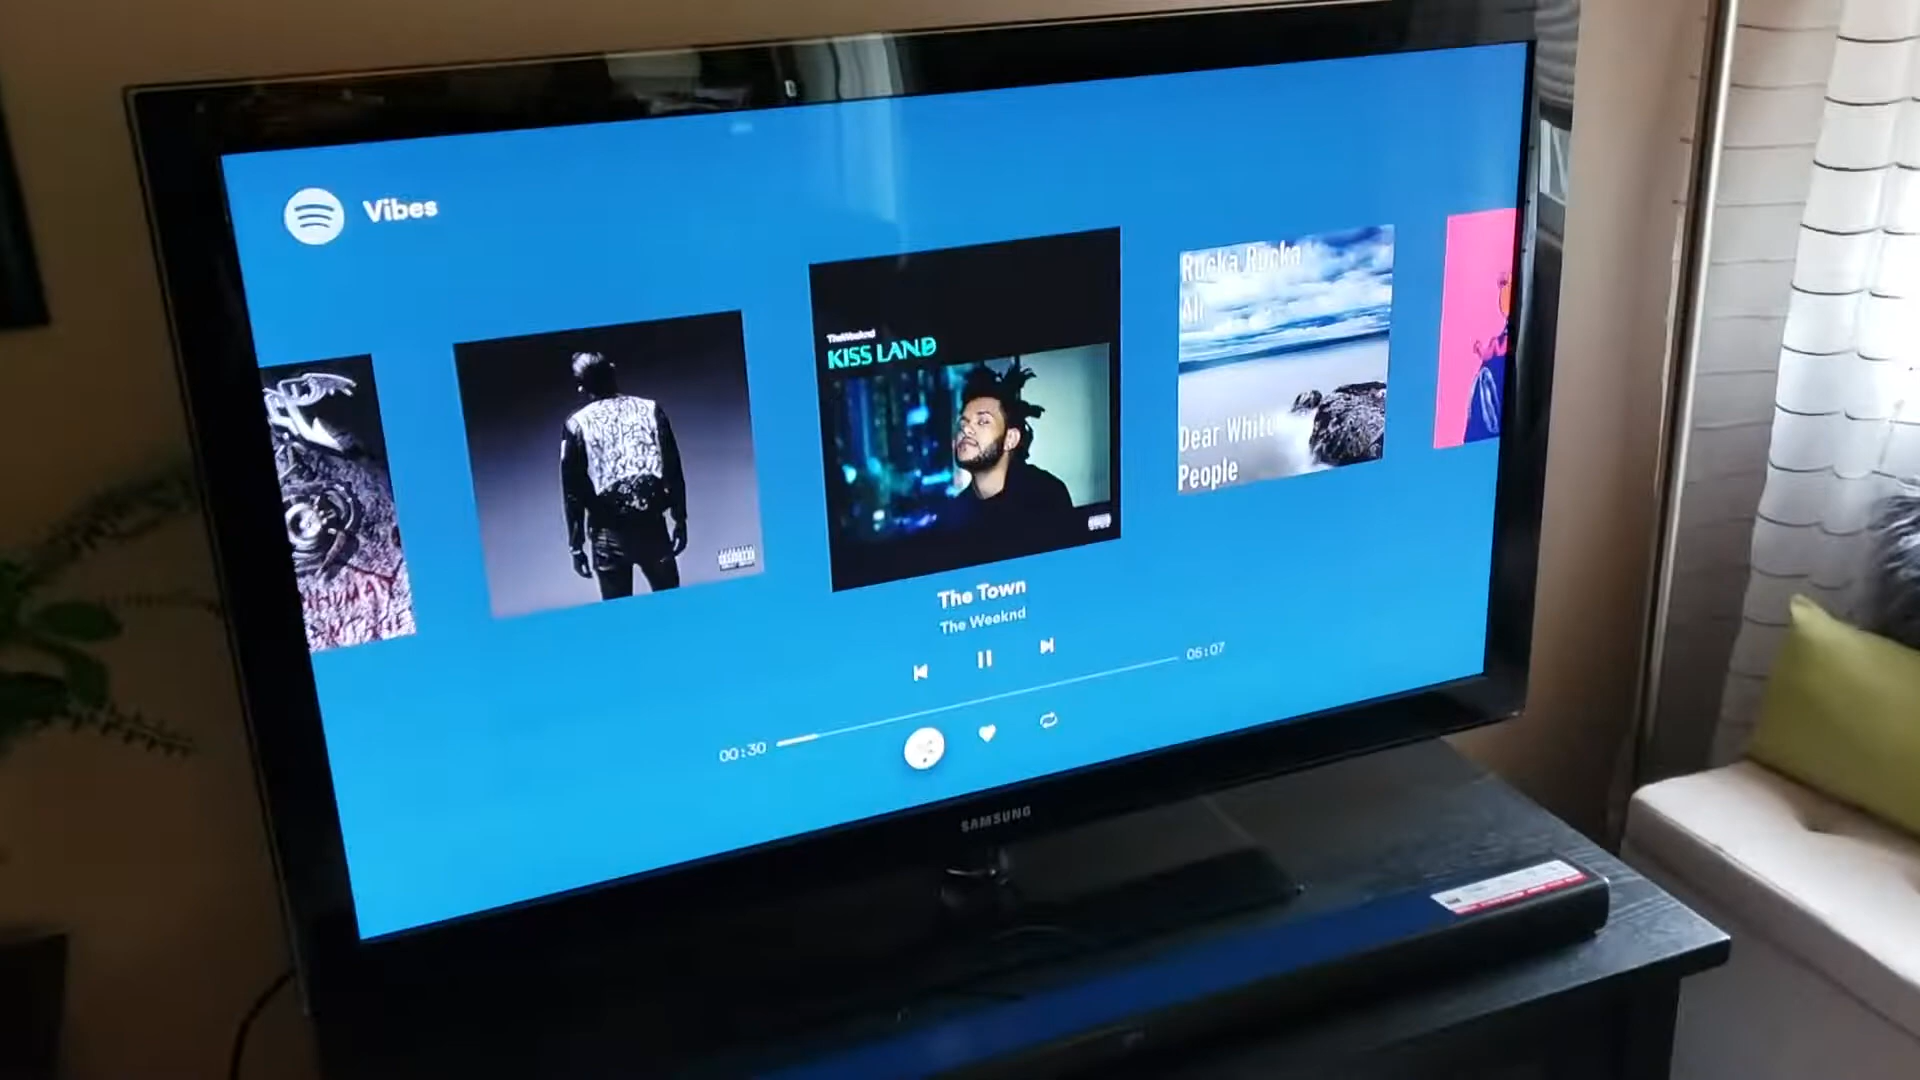 Vibes
TheWeeknd
KISS LAND
Rucka Rucka
Ali
Dear White
People
The Town
The Weeknd
05:07
00:30
SAMSUNG